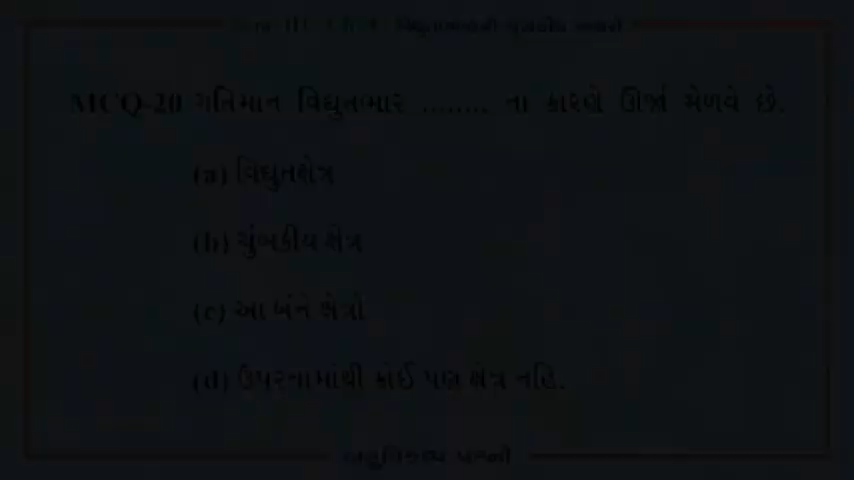 MCQ-20 ગતિમાન વિદ્યુતભાર ........ ના કારણે ઊર્જા મેળવે છે.
(a) વિદ્યુતક્ષેત્ર
(b) ચુંબકીય ક્ષેત્ર
(c) આ બંને ક્ષેત્રો
(d) ઉપરનામાંથી કોઈ પણ ક્ષેત્ર નહિ.